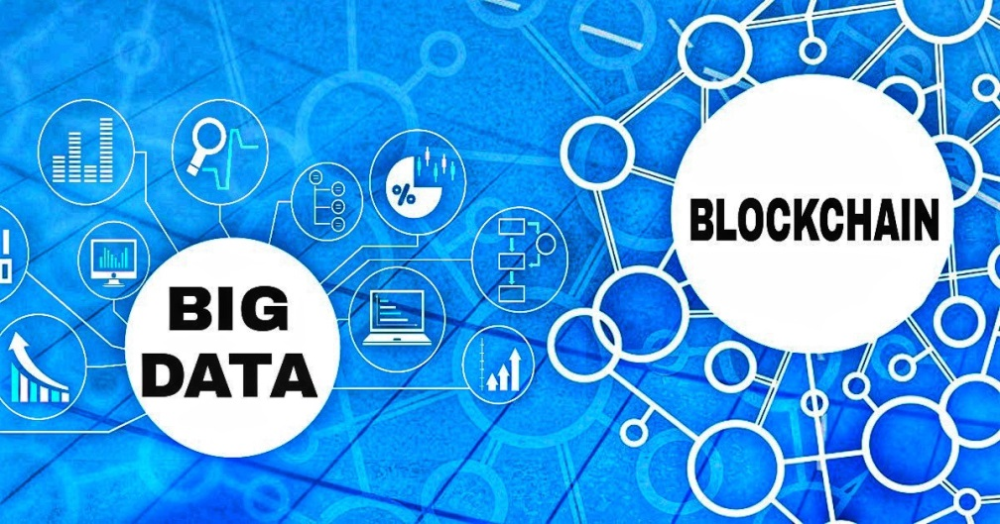 BIG
DATA
BLOCKCHAIN
%